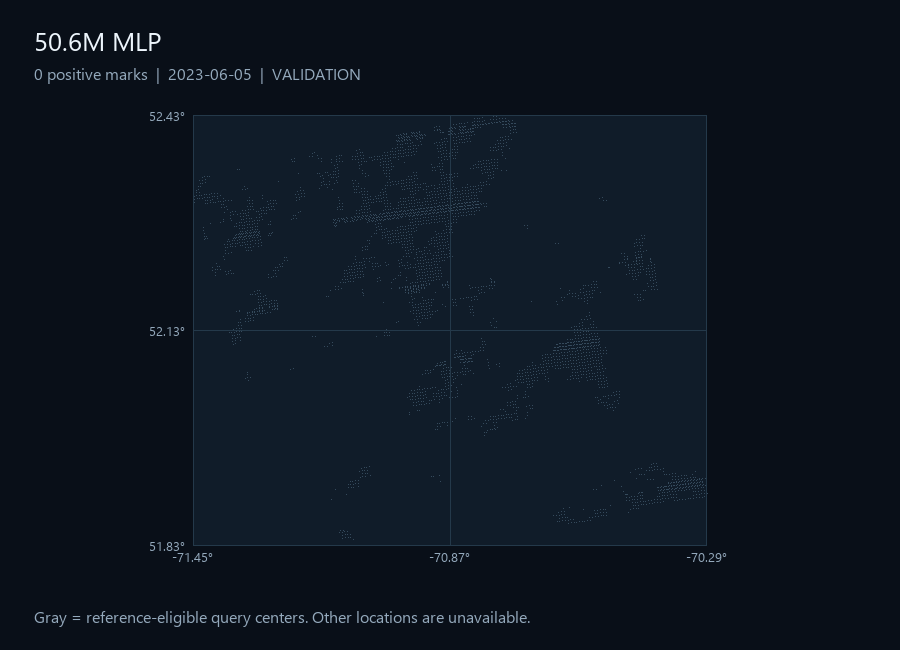 50.6M MLP
0 positive marks | 2023-06-05 | VALIDATION
52.43°
52.13°
51.83°
-71.45°
-70.87°
-70.29°
Gray = reference-eligible query centers. Other locations are unavailable.